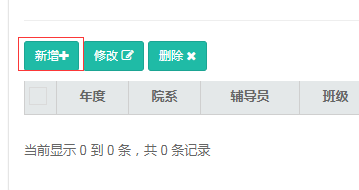 新增 修改 删除
年度 院系 辅导员 班级
当前显示 0 到 0 条，共 0 条记录